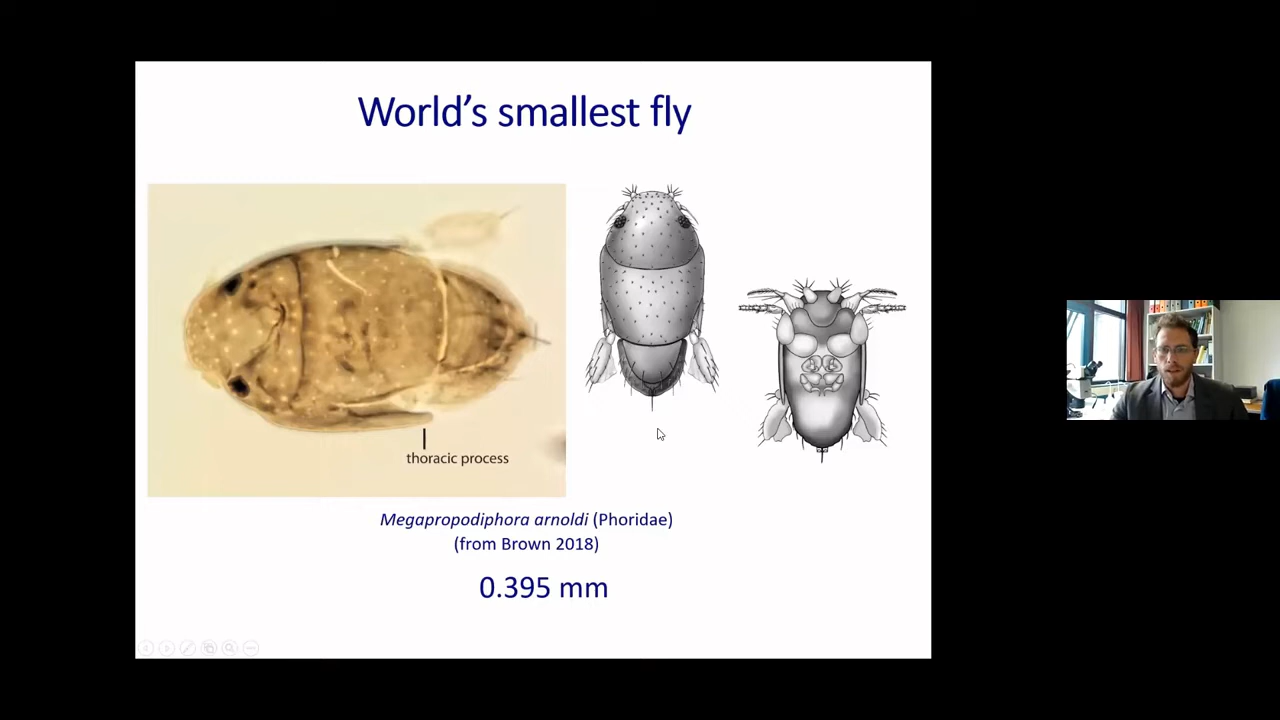 World's smallest fly
thoracic process
Megapropodiphora arnoldi (Phoridae)
(from Brown 2018)
0.395 mm